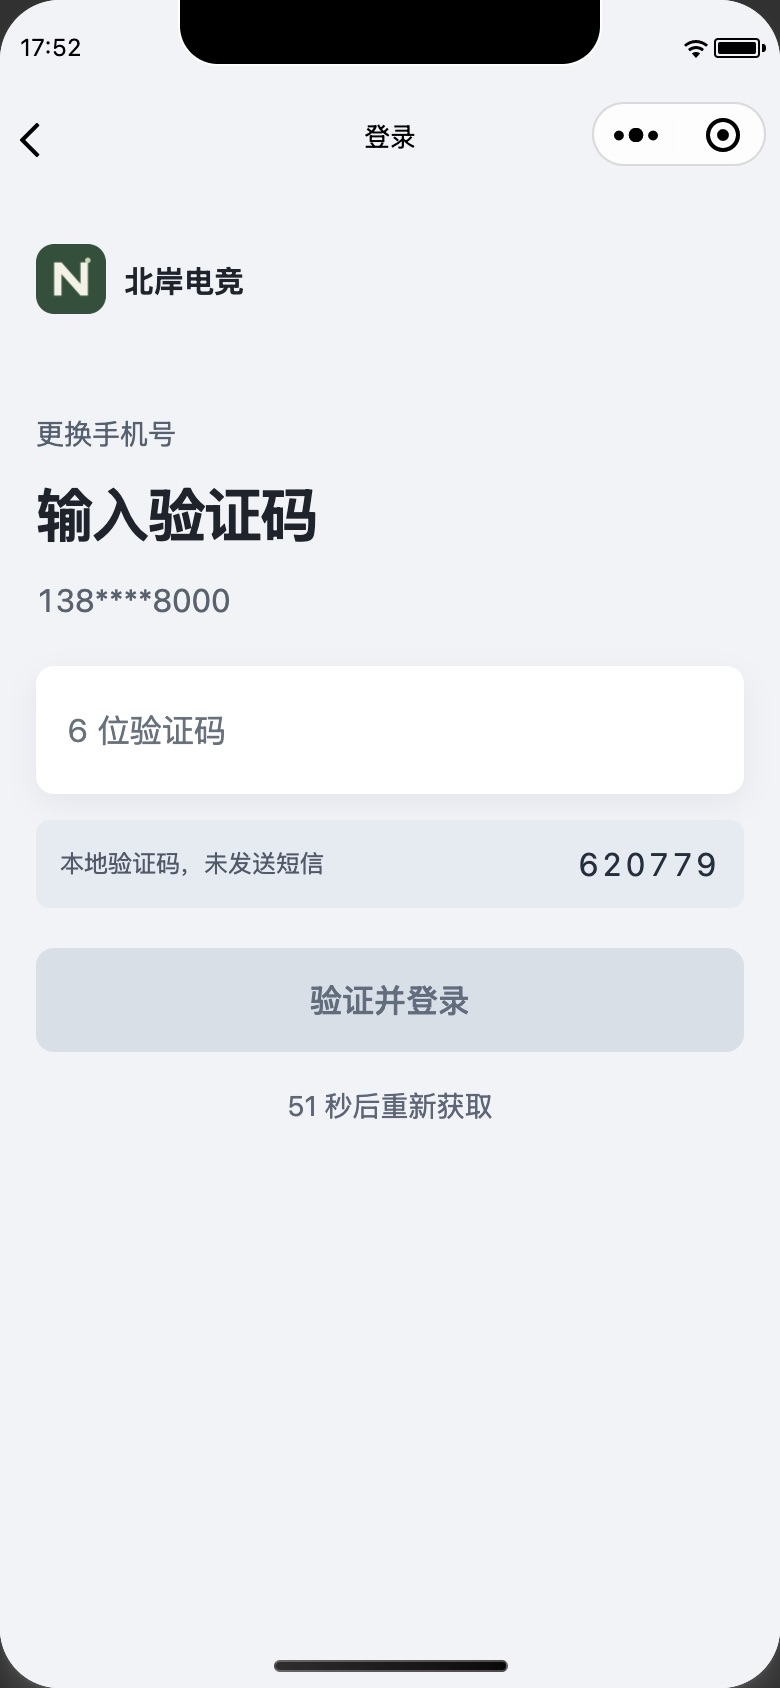 17:52
登录
N
北岸电竞
更换手机号
输入验证码
138****8000
6 位验证码
本地验证码，未发送短信 620779
验证并登录
51 秒后重新获取